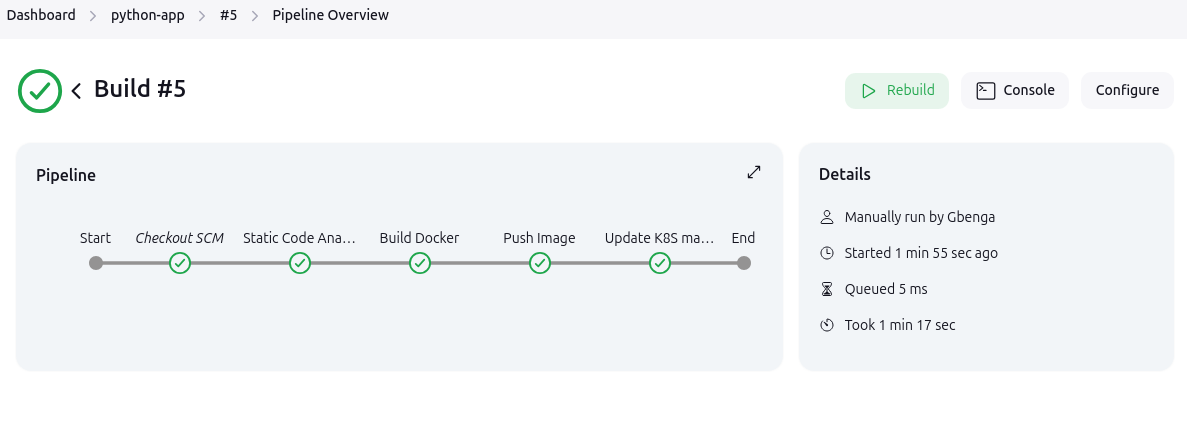 Dashboard > python-app > #5 > Pipeline Overview
Build #5
Rebuild
Console
Configure
Pipeline
Start
Checkout SCM
Static Code Ana...
Build Docker
Push Image
Update K8S ma...
End
Details
Manually run by Gbenga
Started 1 min 55 sec ago
Queued 5 ms
Took 1 min 17 sec